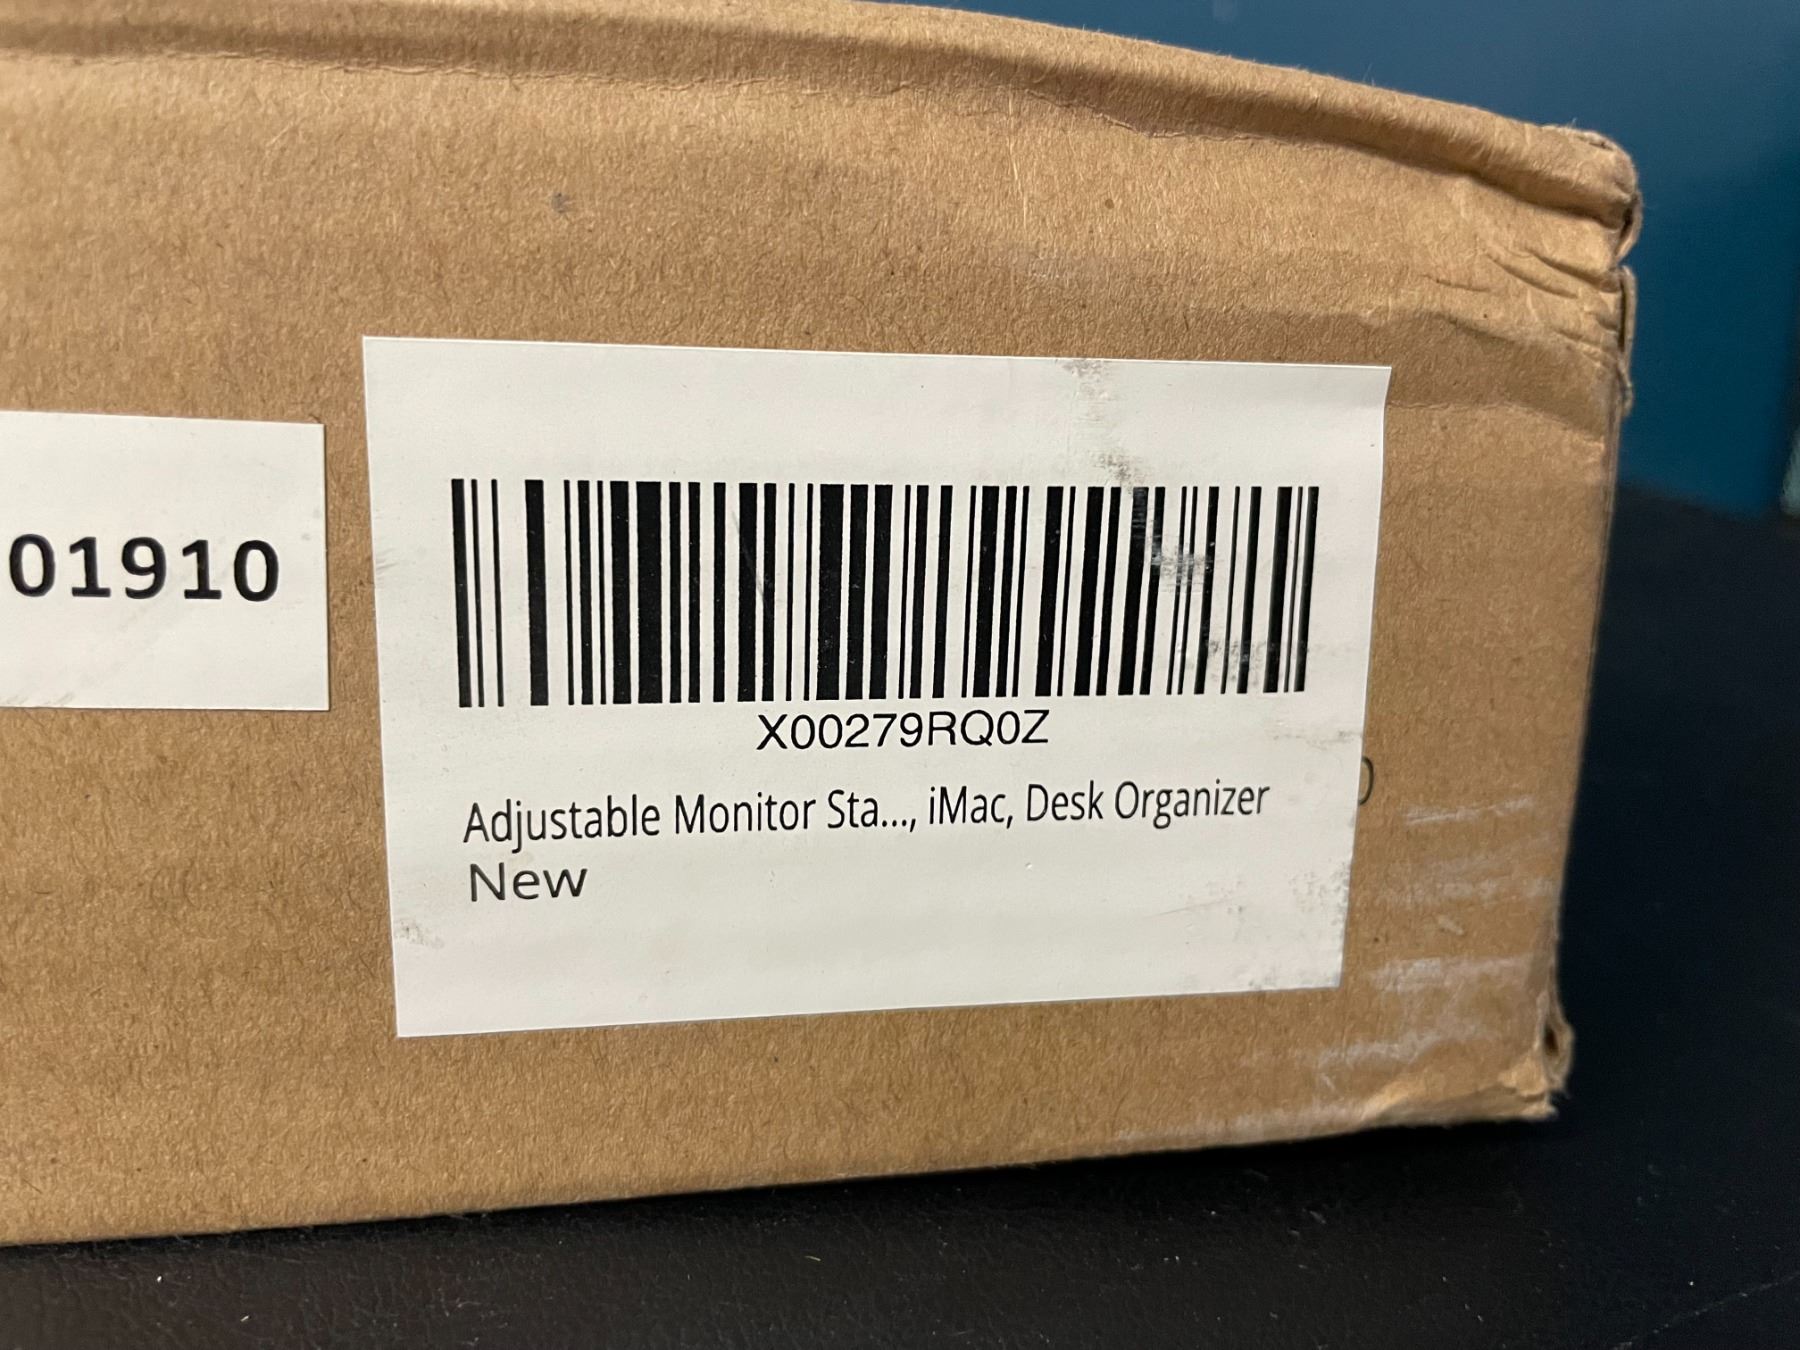 01910
X00279RQ0Z
Adjustable Monitor Sta..., iMac, Desk Organizer
New